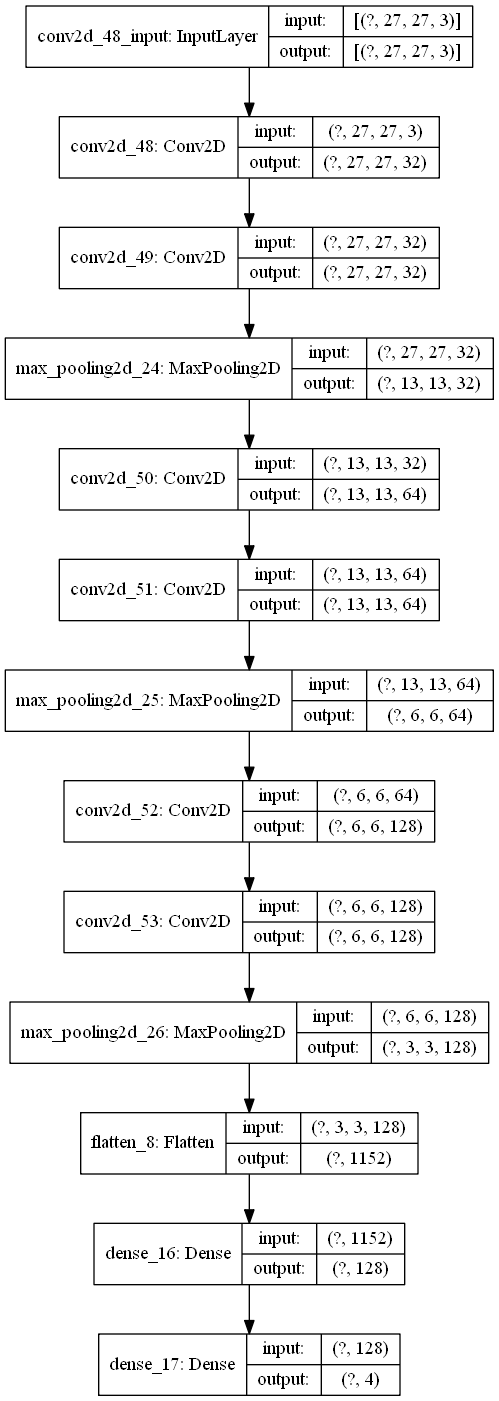 conv2d_48_input: InputLayer
input: [(?, 27, 27, 3)]
output: [(?, 27, 27, 3)]
conv2d_48: Conv2D
input: (?, 27, 27, 3)
output: (?, 27, 27, 32)
conv2d_49: Conv2D
input: (?, 27, 27, 32)
output: (?, 27, 27, 32)
max_pooling2d_24: MaxPooling2D
input: (?, 27, 27, 32)
output: (?, 13, 13, 32)
conv2d_50: Conv2D
input: (?, 13, 13, 32)
output: (?, 13, 13, 64)
conv2d_51: Conv2D
input: (?, 13, 13, 64)
output: (?, 13, 13, 64)
max_pooling2d_25: MaxPooling2D
input: (?, 13, 13, 64)
output: (?, 6, 6, 64)
conv2d_52: Conv2D
input: (?, 6, 6, 64)
output: (?, 6, 6, 128)
conv2d_53: Conv2D
input: (?, 6, 6, 128)
output: (?, 6, 6, 128)
max_pooling2d_26: MaxPooling2D
input: (?, 6, 6, 128)
output: (?, 3, 3, 128)
flatten_8: Flatten
input: (?, 3, 3, 128)
output: (?, 1152)
dense_16: Dense
input: (?, 1152)
output: (?, 128)
dense_17: Dense
input: (?, 128)
output: (?, 4)